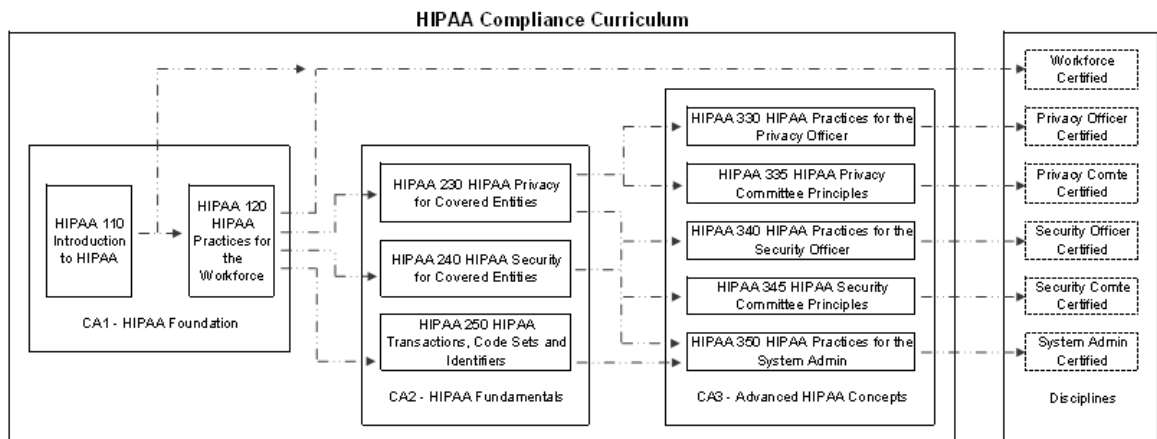 HIPAA Compliance Curriculum
HIPAA 110
Introduction
to HIPAA
HIPAA 120
HIPAA
Practices for
the
Workforce
CA1 - HIPAA Foundation
HIPAA 230 HIPAA Privacy
for Covered Entities
HIPAA 240 HIPAA Security
for Covered Entities
HIPAA 250 HIPAA
Transactions, Code Sets and
Identifiers
CA2 - HIPAA Fundamentals
HIPAA 330 HIPAA Practices for the
Privacy Officer
HIPAA 335 HIPAA Privacy
Committee Principles
HIPAA 340 HIPAA Practices for the
Security Officer
HIPAA 345 HIPAA Security
Committee Principles
HIPAA 350 HIPAA Practices for the
System Admin
CA3 - Advanced HIPAA Concepts
Workforce
Certified
Privacy Officer
Certified
Privacy Comte
Certified
Security Officer
Certified
Security Comte
Certified
System Admin
Certified
Disciplines